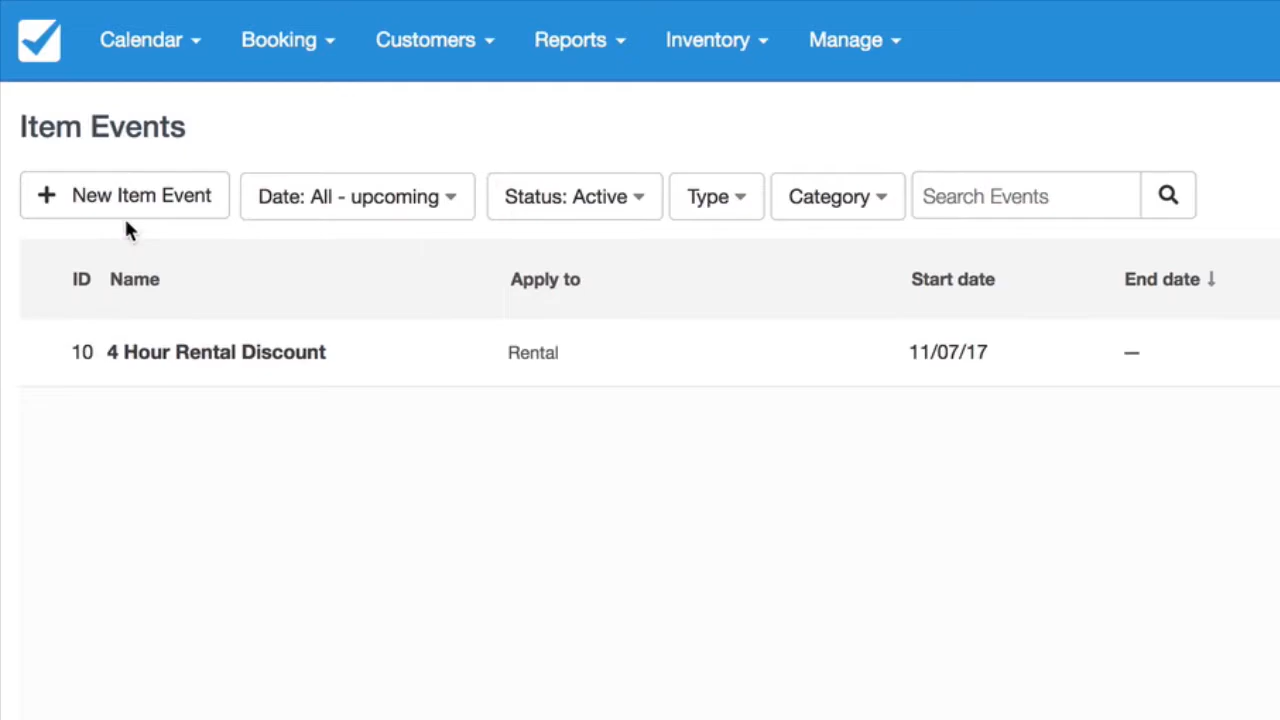 Calendar Booking Customers Reports Inventory Manage
Item Events
+ New Item Event Date: All - upcoming Status: Active Type Category Search Events
ID Name Apply to Start date End date ↓
10 4 Hour Rental Discount Rental 11/07/17 —